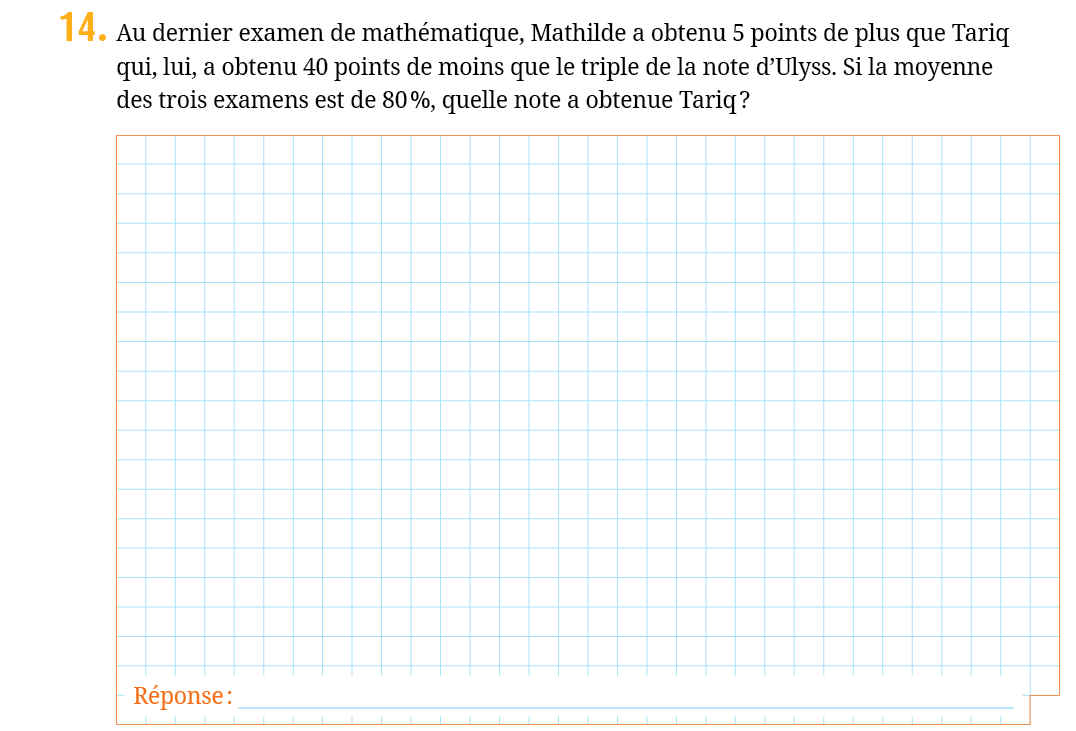 14. Au dernier examen de mathématique, Mathilde a obtenu 5 points de plus que Tariq
qui, lui, a obtenu 40 points de moins que le triple de la note d’Ulyss. Si la moyenne
des trois examens est de 80 %, quelle note a obtenue Tariq ?
Réponse :